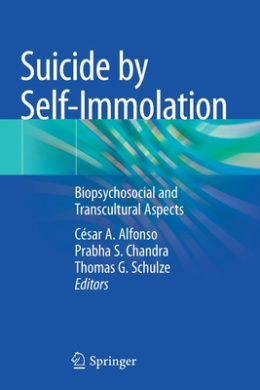 Suicide by
Self-Immolation
Biopsychosocial and
Transcultural Aspects
César A. Alfonso
Prabha S. Chandra
Thomas G. Schulze
Editors
Springer